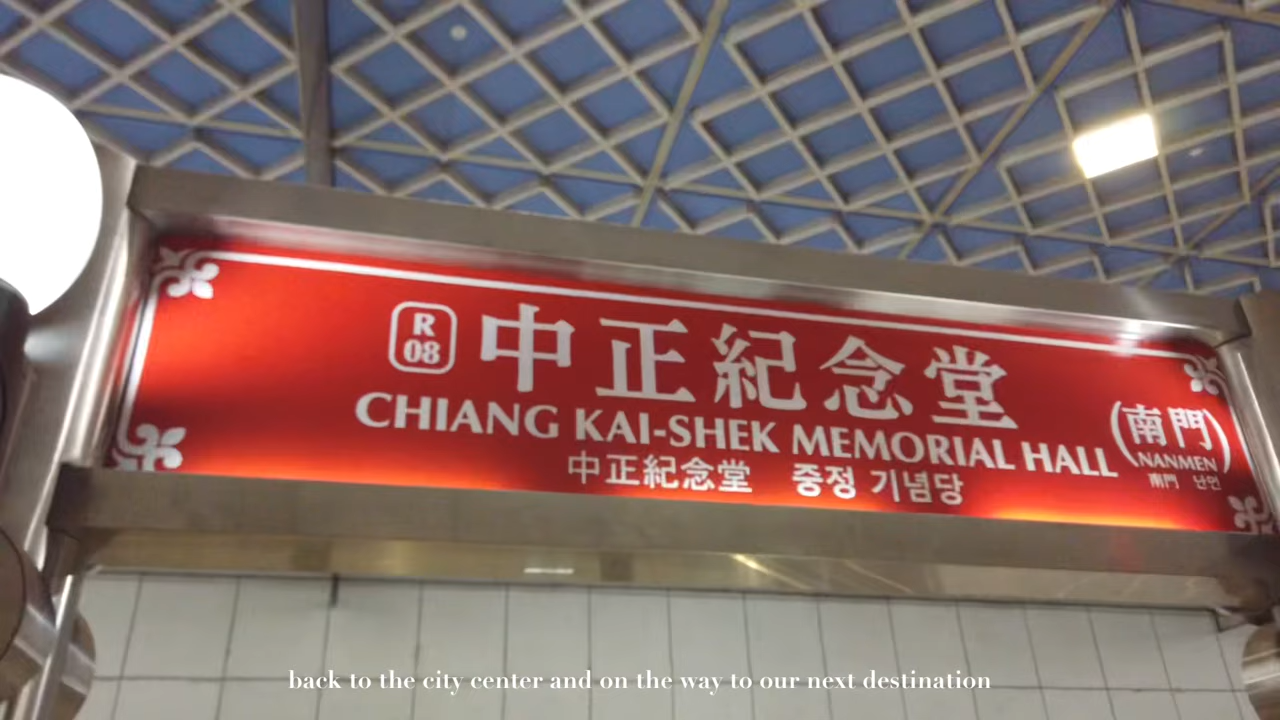 R
08
中正紀念堂
CHIANG KAI-SHEK MEMORIAL HALL
中正紀念堂 중정 기념당
(南門)
NANMEN
南門 난먼
back to the city center and on the way to our next destination